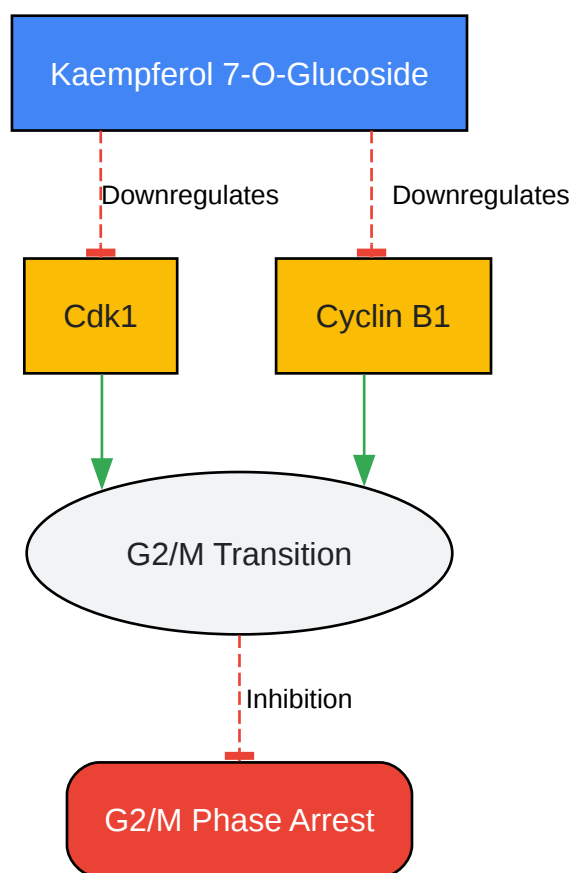 Kaempferol 7-O-Glucoside
Downregulates
Downregulates
Cdk1
Cyclin B1
G2/M Transition
Inhibition
G2/M Phase Arrest